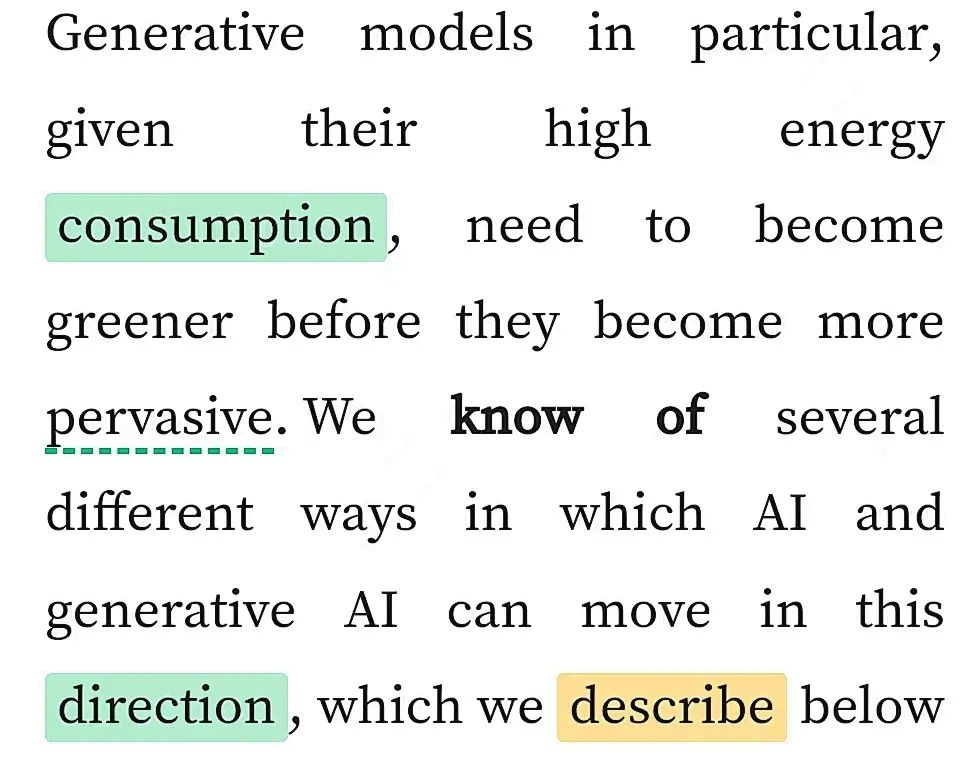 Generative models in particular,
given their high energy
consumption, need to become
greener before they become more
pervasive. We know of several
different ways in which AI and
generative AI can move in this
direction, which we describe below